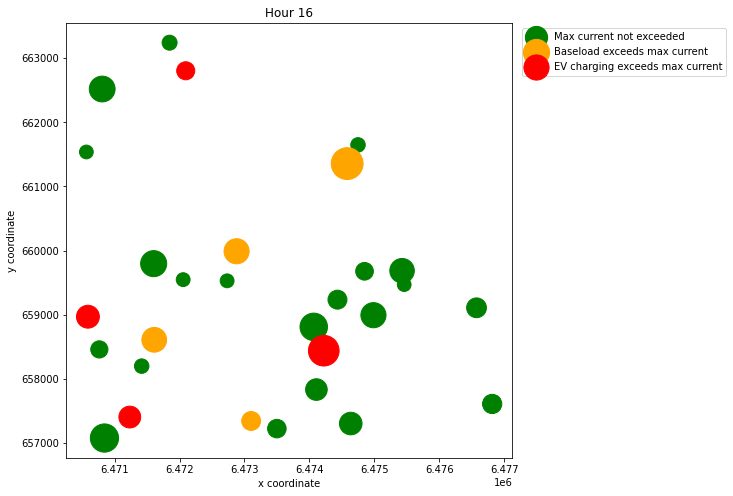 Hour 16
Max current not exceeded
Baseload exceeds max current
EV charging exceeds max current
663000
662000
661000
660000
659000
658000
657000
y coordinate
6.471 6.472 6.473 6.474 6.475 6.476 6.477
1e6
x coordinate